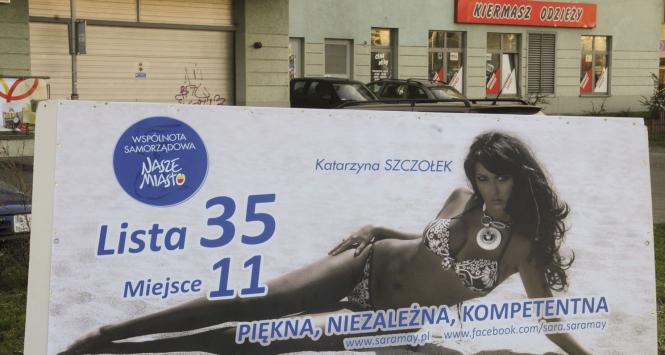 KIERMASZ ODZIEŻY
WSPÓLNOTA
SAMORZĄDOWA
NASZE
MIASTO
Katarzyna SZCZOŁEK
Lista 35
Miejsce 11
PIĘKNA, NIEZALEŻNA, KOMPETENTNA
www.saramay.pl - www.facebook.com/sara.saramay